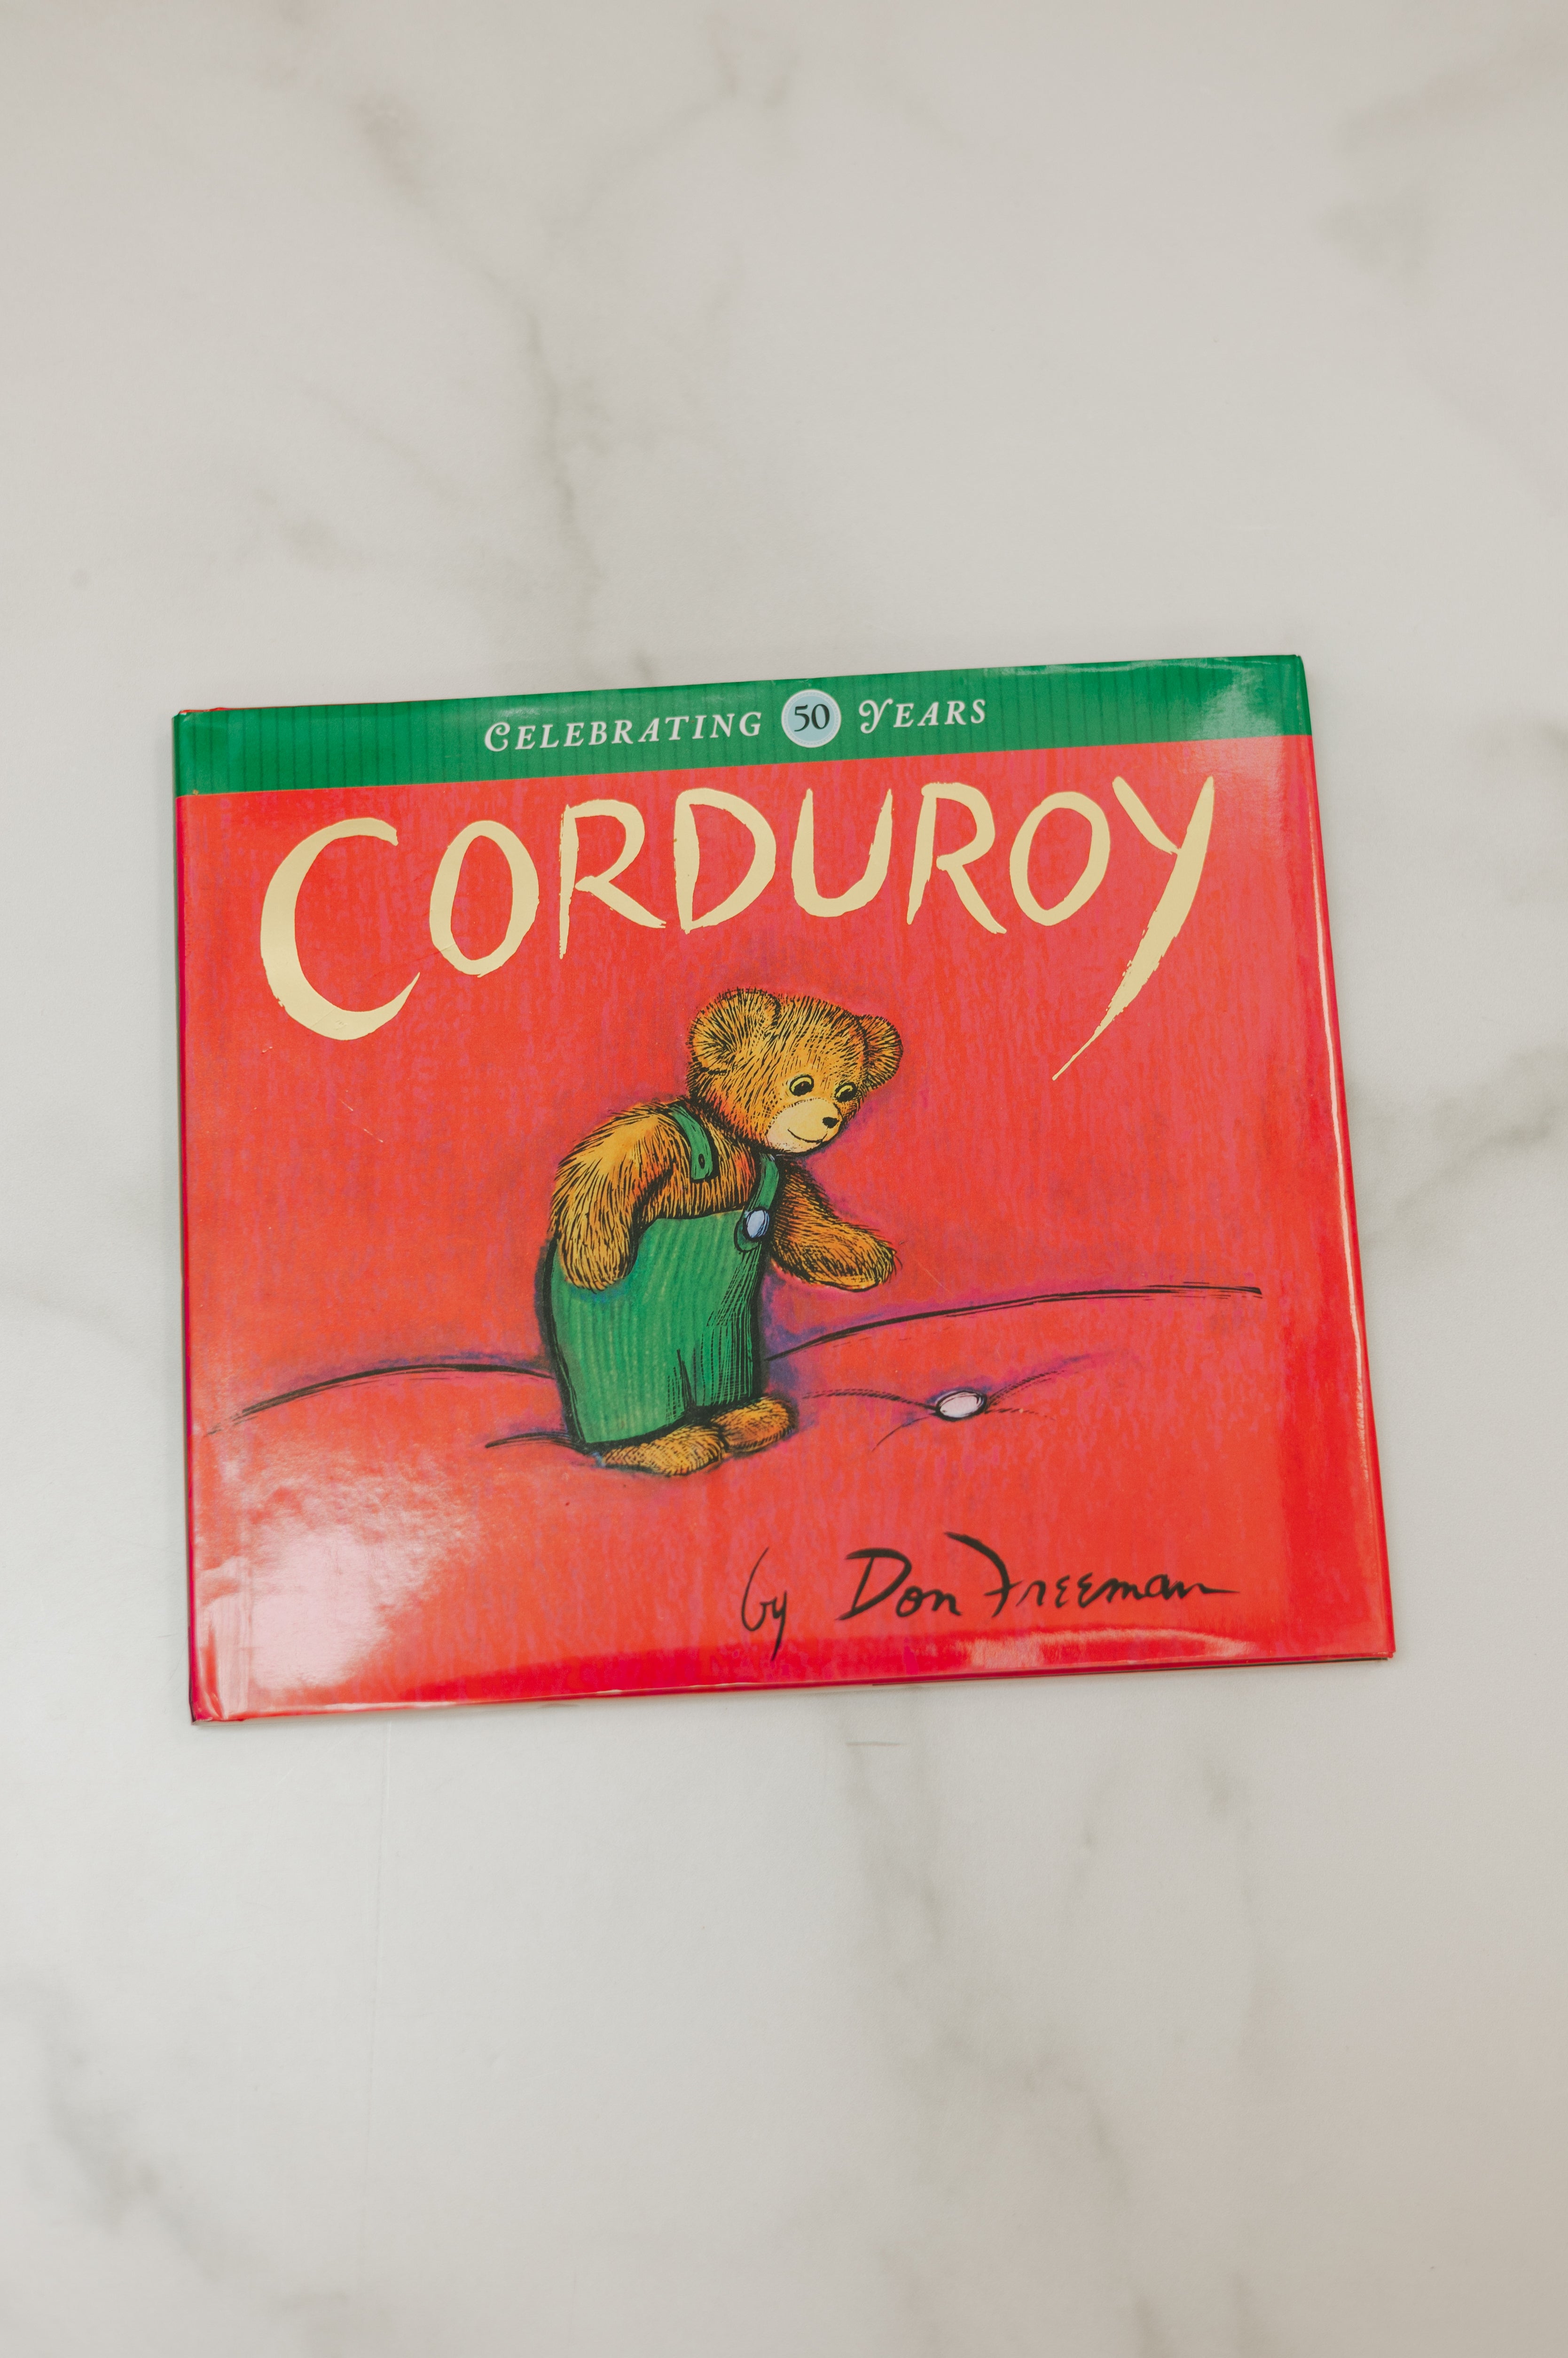 CELEBRATING 50 YEARS
CORDUROY
by Don Freeman